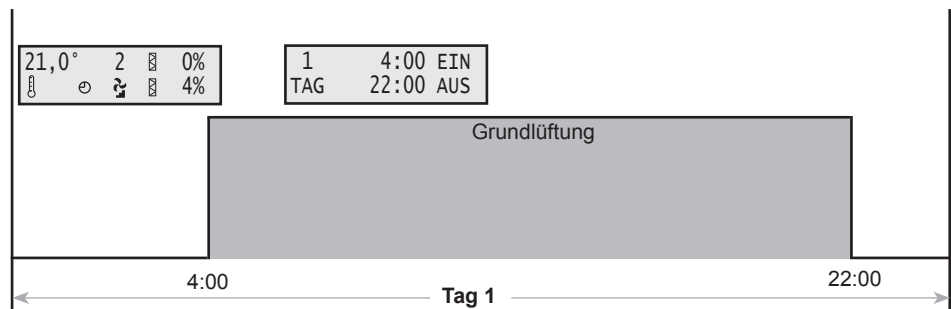 21,0° 2 0%
4%
1 4:00 EIN
TAG 22:00 AUS
Grundlüftung
4:00 22:00
Tag 1